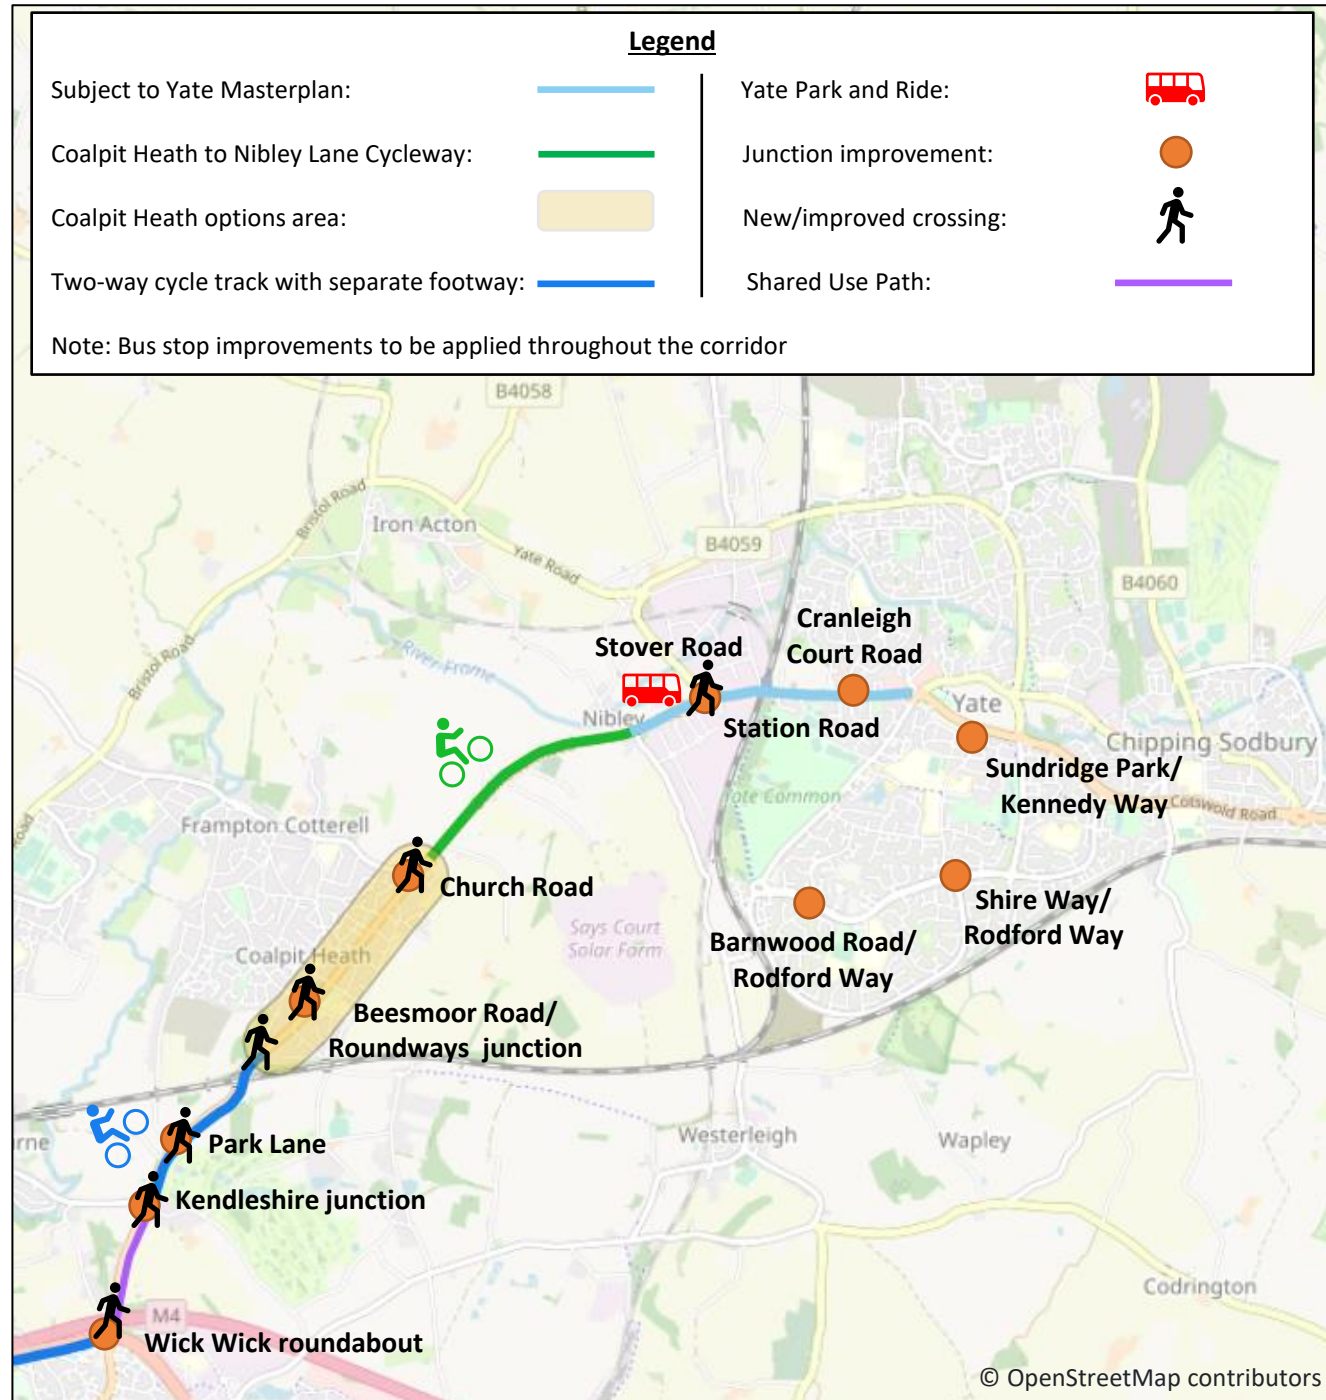 Legend
Subject to Yate Masterplan:
Yate Park and Ride:
Coalpit Heath to Nibley Lane Cycleway:
Junction improvement:
Coalpit Heath options area:
New/improved crossing:
Two-way cycle track with separate footway:
Shared Use Path:
Note: Bus stop improvements to be applied throughout the corridor
B4058
Bristol Road
Iron Acton
Yate Road
B4059
B4060
Cranleigh
Court Road
Stover Road
Bristol Road
River Frome
Nibley
Station Road
Yate
Chipping Sodbury
Sundridge Park/
Kennedy Way
Cotswold Road
Yate Common
Road
Frampton Cotterell
Church Road
Says Court
Solar Farm
Shire Way/
Rodford Way
Barnwood Road/
Rodford Way
Coalpit Heath
Beesmoor Road/
Roundways junction
urne
Park Lane
Westerleigh
Wapley
Kendleshire junction
Codrington
M4
Wick Wick roundabout
© OpenStreetMap contributors